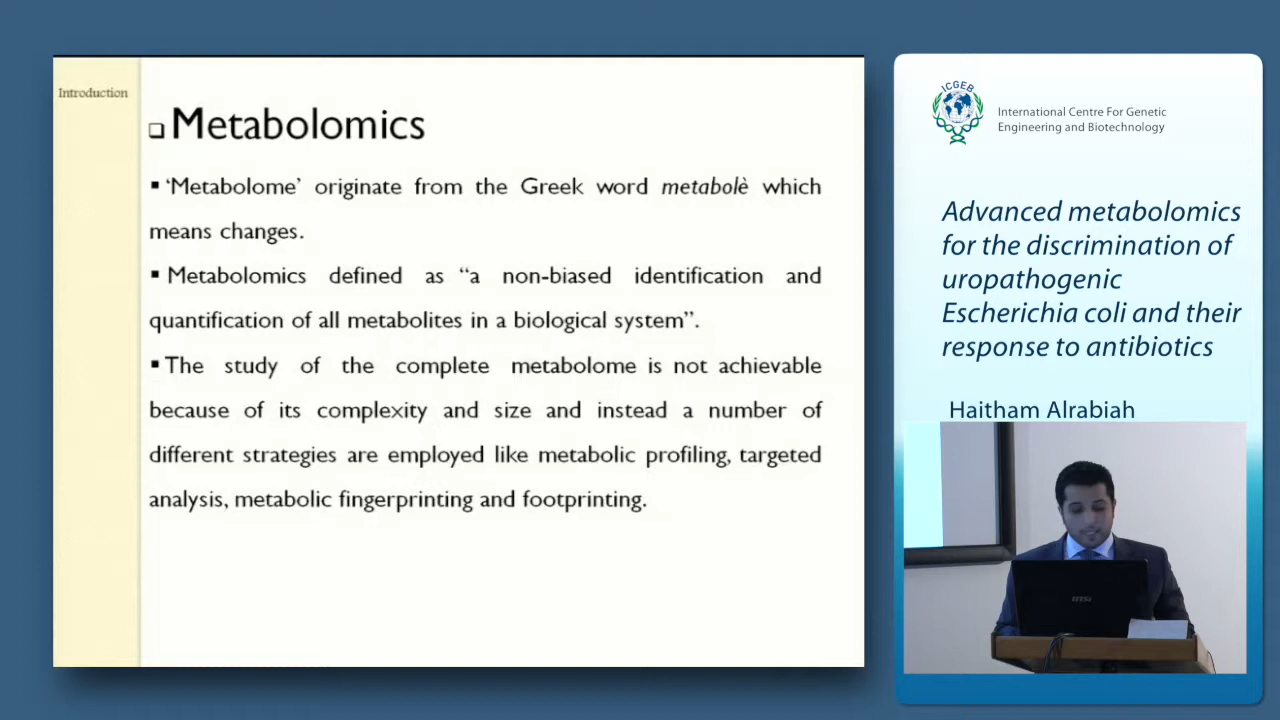 Introduction
Metabolomics
‘Metabolome’ originate from the Greek word metabolè which
means changes.
Metabolomics defined as “a non-biased identification and
quantification of all metabolites in a biological system”.
The study of the complete metabolome is not achievable
because of its complexity and size and instead a number of
different strategies are employed like metabolic profiling, targeted
analysis, metabolic fingerprinting and footprinting.
ICGEB
International Centre For Genetic
Engineering and Biotechnology
Advanced metabolomics
for the discrimination of
uropathogenic
Escherichia coli and their
response to antibiotics
Haitham Alrabiah
msi